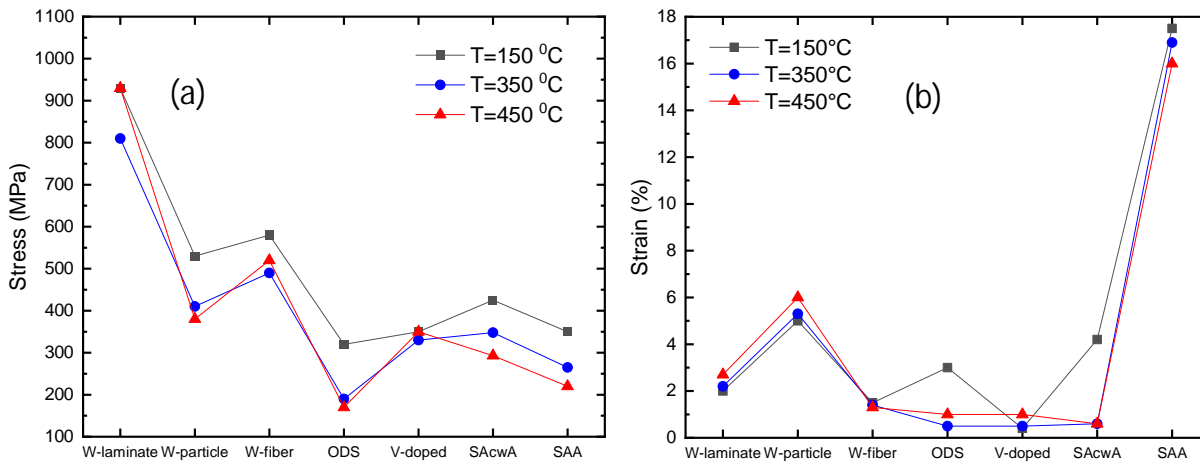 1100
1000
900
800
700
600
500
400
300
200
100
Stress (MPa)
(a)
T=150 ⁰C
T=350 ⁰C
T=450 ⁰C
W-laminate W-particle W-fiber ODS V-doped SAcwA SAA
18
16
14
12
10
8
6
4
2
0
Strain (%)
T=150°C
T=350°C
T=450°C
(b)
W-laminate W-particle W-fiber ODS V-doped SAcwA SAA